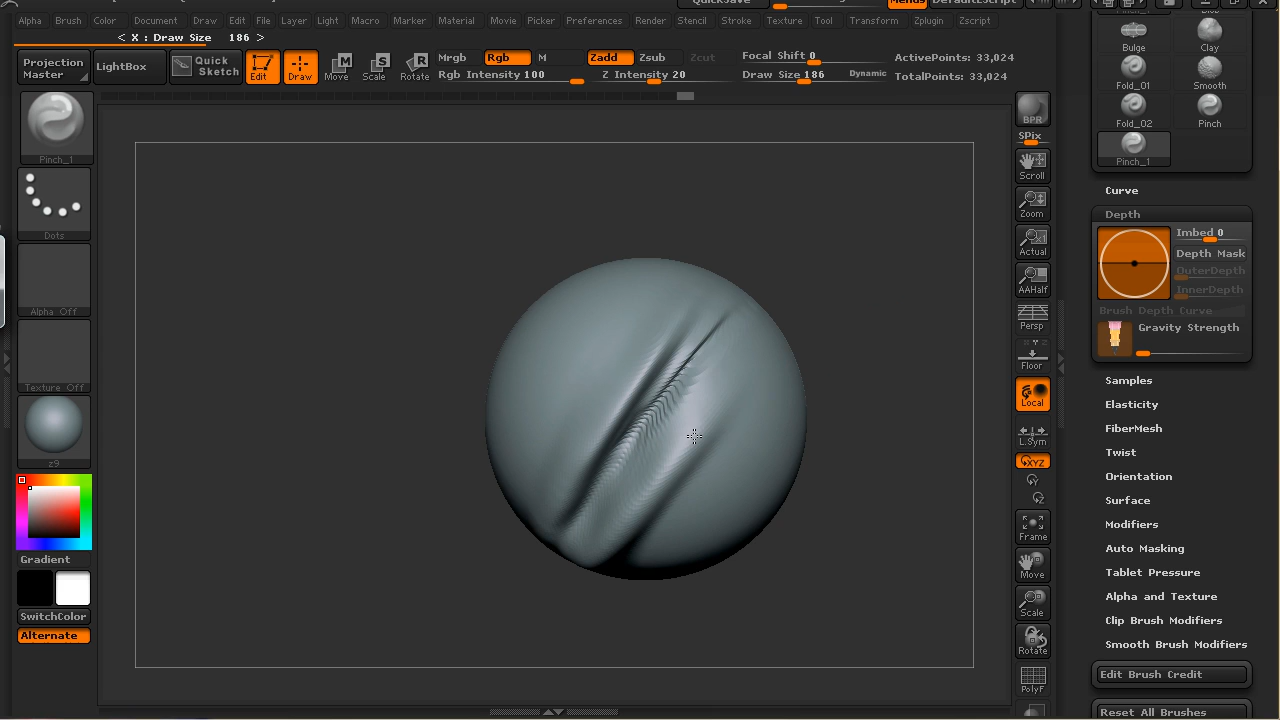 QuickSave
Menus
DefaultZScript
Alpha Brush Color Document Draw Edit File Layer Light Macro Marker Material Movie Picker Preferences Render Stencil Stroke Texture Tool Transform Zplugin Zscript
< X : Draw Size 186 >
Projection Master
LightBox
Quick Sketch
Edit
Draw
Move
Scale
Rotate
Mrgb Rgb M
Rgb Intensity 100
Zadd Zsub Zcut
Z Intensity 20
Focal Shift 0
Draw Size 186 Dynamic
ActivePoints: 33,024
TotalPoints: 33,024
Pinch_1
Dots
Alpha Off
Texture Off
z9
Gradient
SwitchColor
Alternate
BPR
SPix
Scroll
Zoom
Actual
AAHalf
Persp
Floor
Local
L.Sym
XYZ
Y
Z
Frame
Move
Scale
Rotate
PolyF
Bulge Clay
Fold_01 Smooth
Fold_02 Pinch
Pinch_1
Curve
Depth
Imbed 0
Depth Mask
OuterDepth
InnerDepth
Brush Depth Curve
Gravity Strength
Samples
Elasticity
FiberMesh
Twist
Orientation
Surface
Modifiers
Auto Masking
Tablet Pressure
Alpha and Texture
Clip Brush Modifiers
Smooth Brush Modifiers
Edit Brush Credit
Reset All Brushes